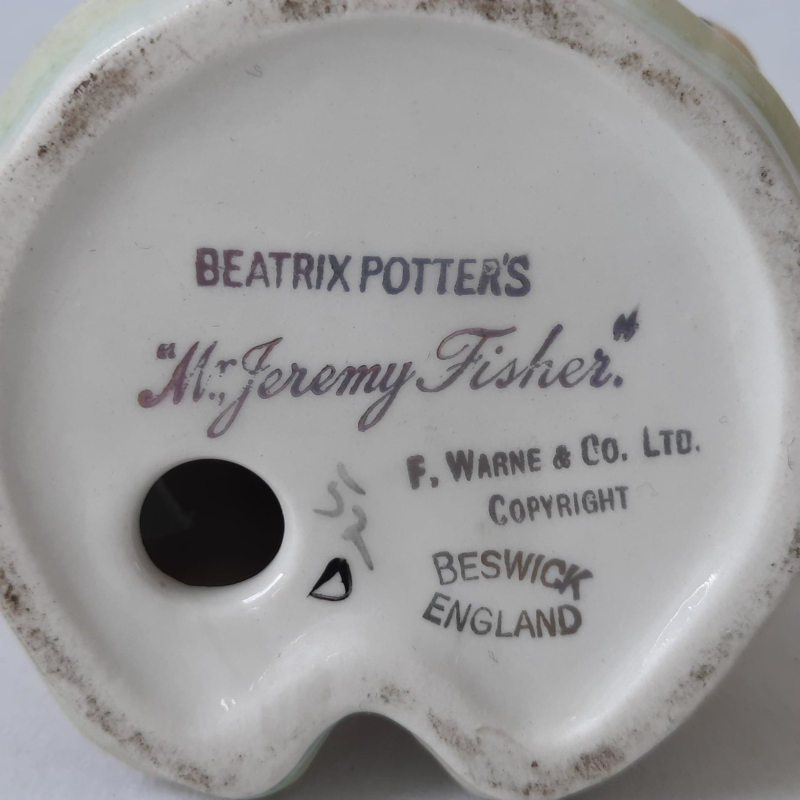 BEATRIX POTTER'S
"Mr. Jeremy Fisher."
F. WARNE & CO. LTD.
COPYRIGHT
BESWICK
ENGLAND